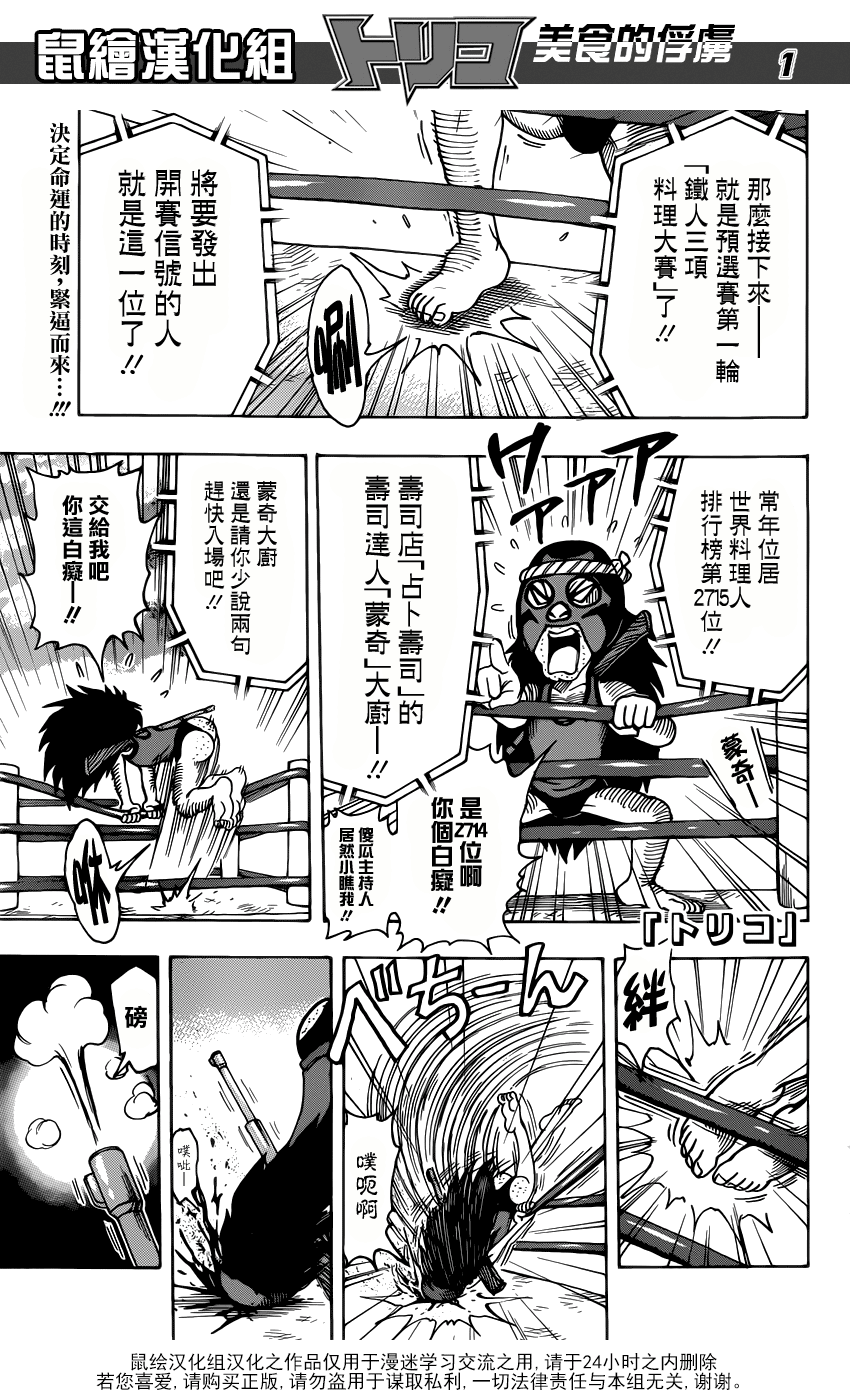 鼠繪漢化組
トリコ
美食的俘虜
1
決定命運的時刻，緊逼而來…!!!
那麼接下來——
就是預選賽第一輪
「鐵人三項
料理大賽」了!!
將要發出
開賽信號的人
就是這一位了!!
常年位居
世界料理人
排行榜第
2715位!!
ワァァァ
壽司店「占卜壽司」的
壽司達人「蒙奇」大廚—!!
蒙奇—
是
2714
位啊
你個白癡!!
傻瓜主持人
居然小瞧我!!
蒙奇大廚
還是請你少說兩句
趕快入場吧!!
交給我吧
你這白癡—!!
「トリコ」
絆
べちーん
噗呃啊
噗呲—
磅
鼠绘汉化组汉化之作品仅用于漫迷学习交流之用, 请于24小时之内删除
若您喜爱, 请购买正版, 请勿盗用于谋取私利, 一切法律责任与本组无关, 谢谢。